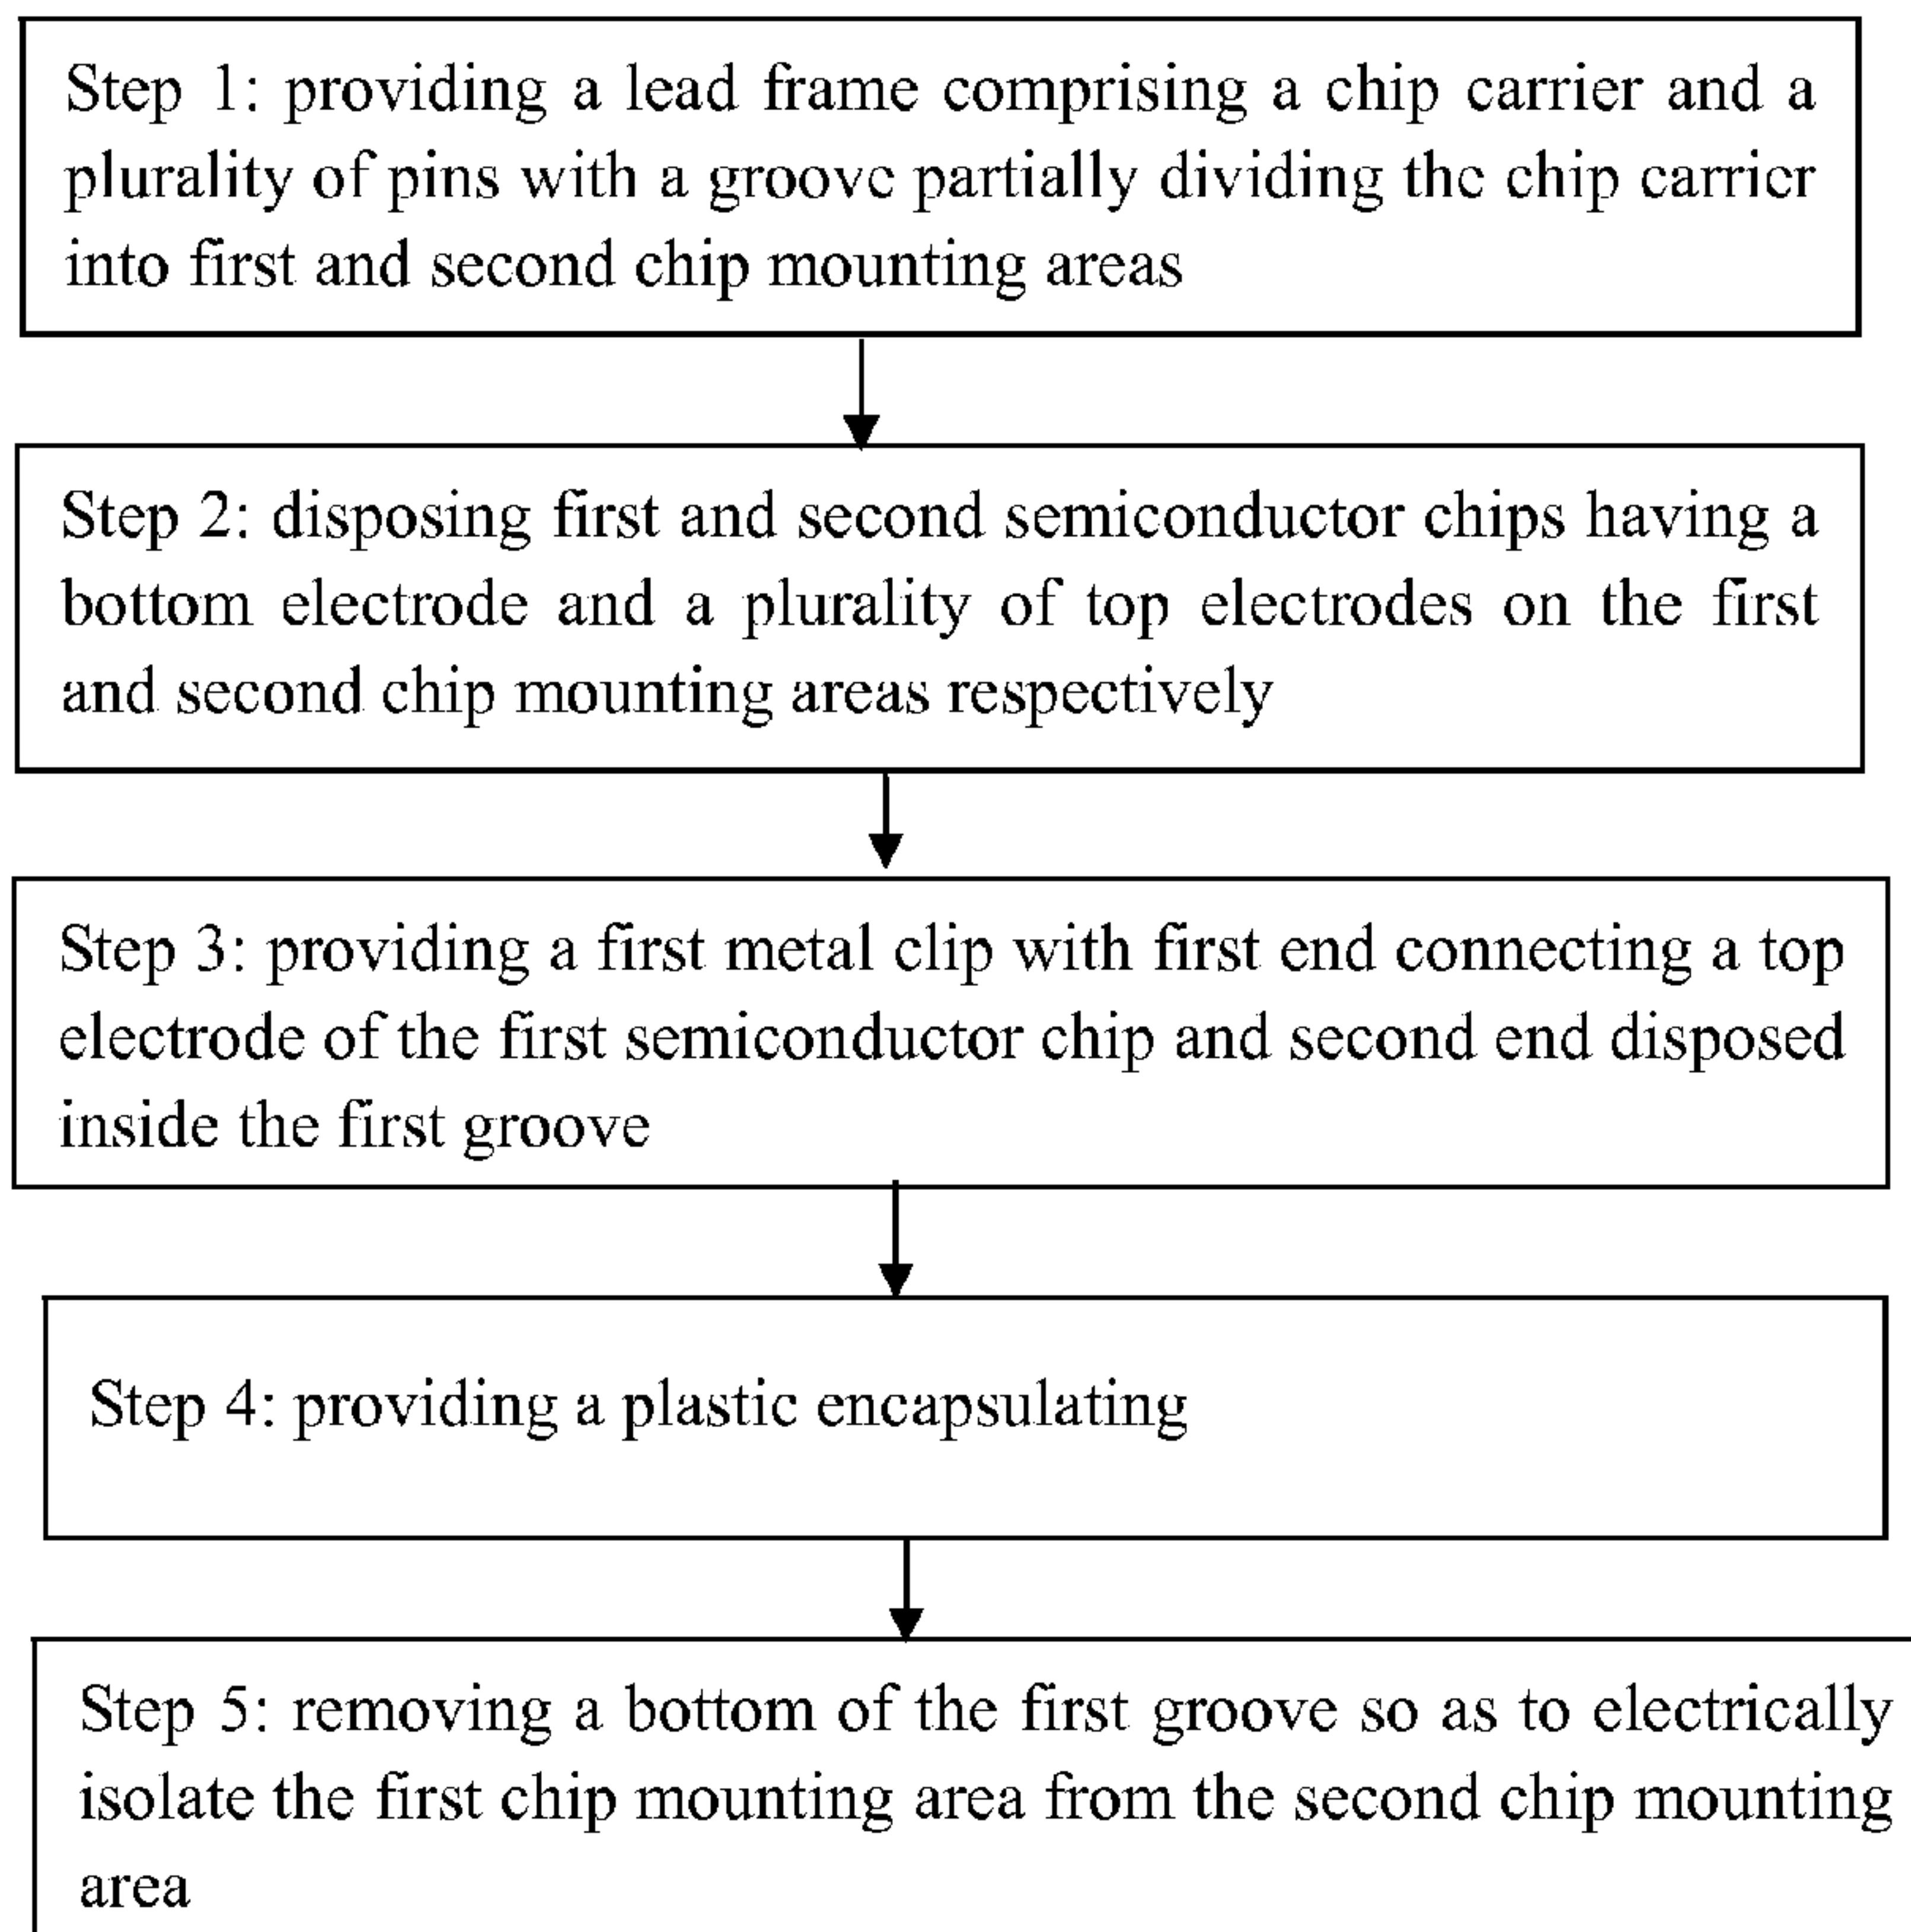 Step 1: providing a lead frame comprising a chip carrier and a
plurality of pins with a groove partially dividing the chip carrier
into first and second chip mounting areas
Step 2: disposing first and second semiconductor chips having a
bottom electrode and a plurality of top electrodes on the first
and second chip mounting areas respectively
Step 3: providing a first metal clip with first end connecting a top
electrode of the first semiconductor chip and second end disposed
inside the first groove
Step 4: providing a plastic encapsulating
Step 5: removing a bottom of the first groove so as to electrically
isolate the first chip mounting area from the second chip mounting
area